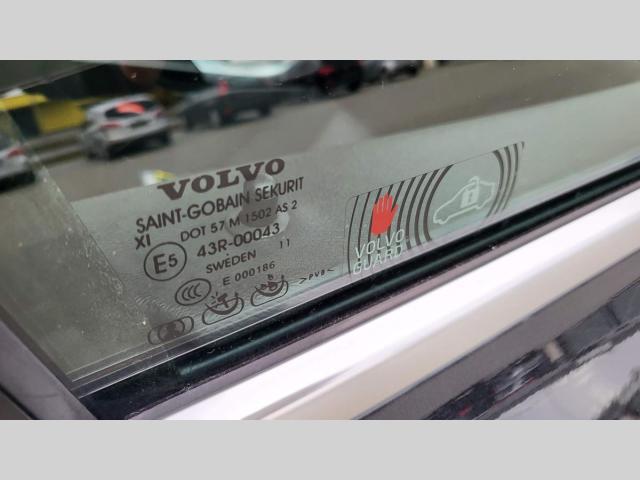 VOLVO
SAINT-GOBAIN SEKURIT
XI DOT 57 M 1502 AS 2
E5 43R-00043
SWEDEN 11
E 000186
CCC
>PVB<
VOLVO
GUARD